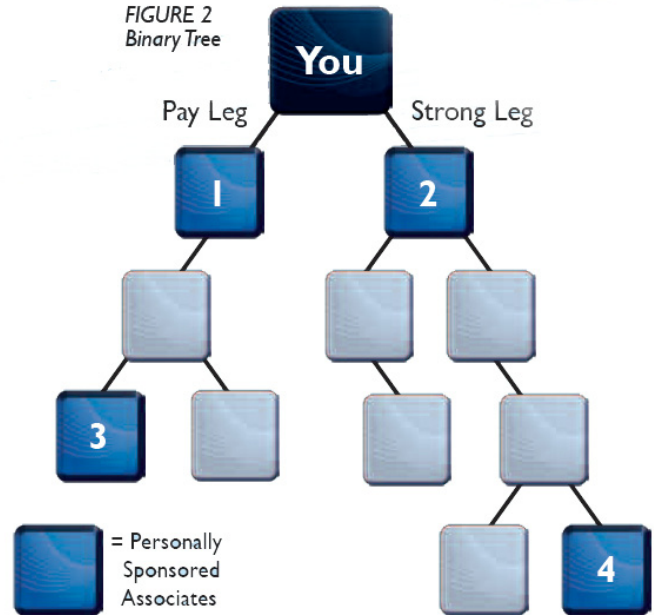 FIGURE 2
Binary Tree
You
Pay Leg
Strong Leg
1
2
3
4
= Personally
Sponsored
Associates